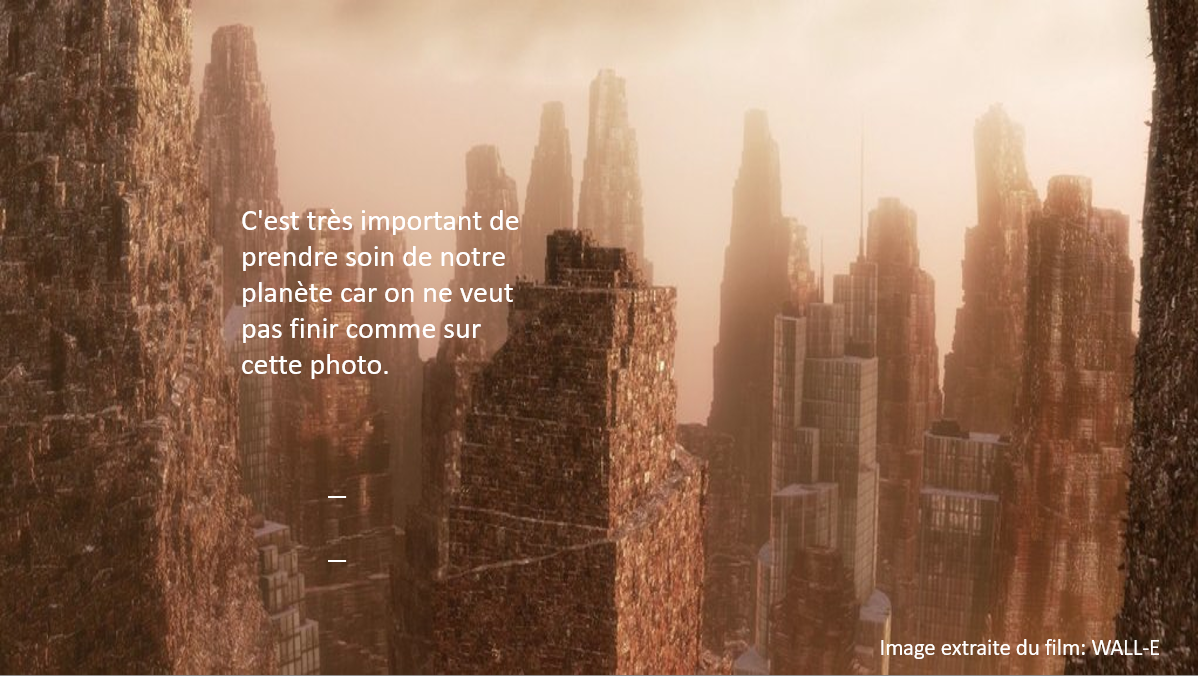 C'est très important de
prendre soin de notre
planète car on ne veut
pas finir comme sur
cette photo.
–
–
Image extraite du film: WALL-E